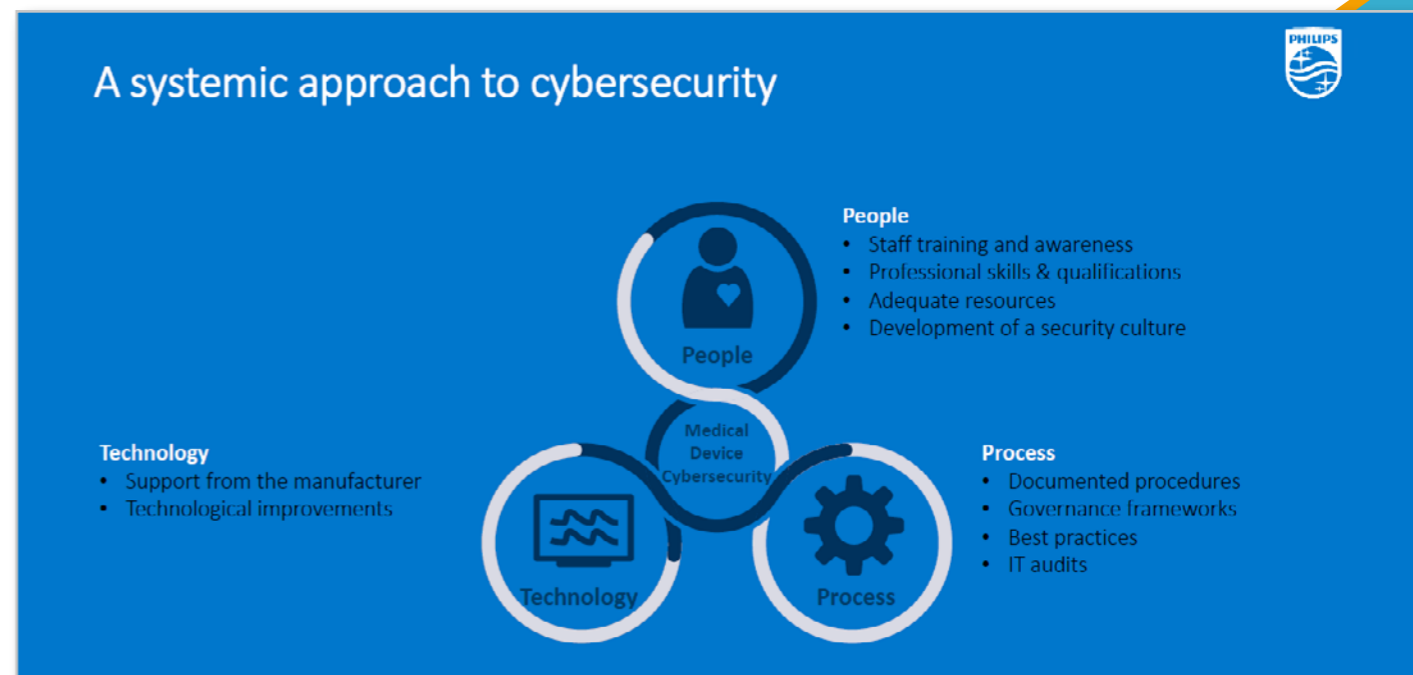 PHILIPS
A systemic approach to cybersecurity
People
• Staff training and awareness
• Professional skills & qualifications
• Adequate resources
• Development of a security culture
People
Medical
Device
Cybersecurity
Technology
• Support from the manufacturer
• Technological improvements
Technology
Process
• Documented procedures
• Governance frameworks
• Best practices
• IT audits
Process